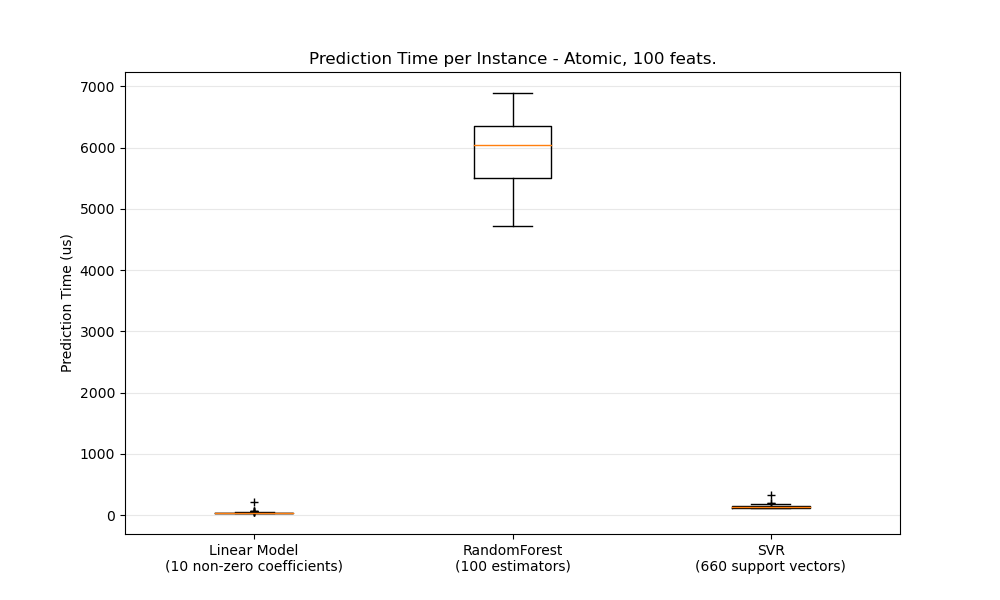 Prediction Time per Instance - Atomic, 100 feats.
Prediction Time (us)
7000
6000
5000
4000
3000
2000
1000
0
Linear Model
(10 non-zero coefficients)
RandomForest
(100 estimators)
SVR
(660 support vectors)